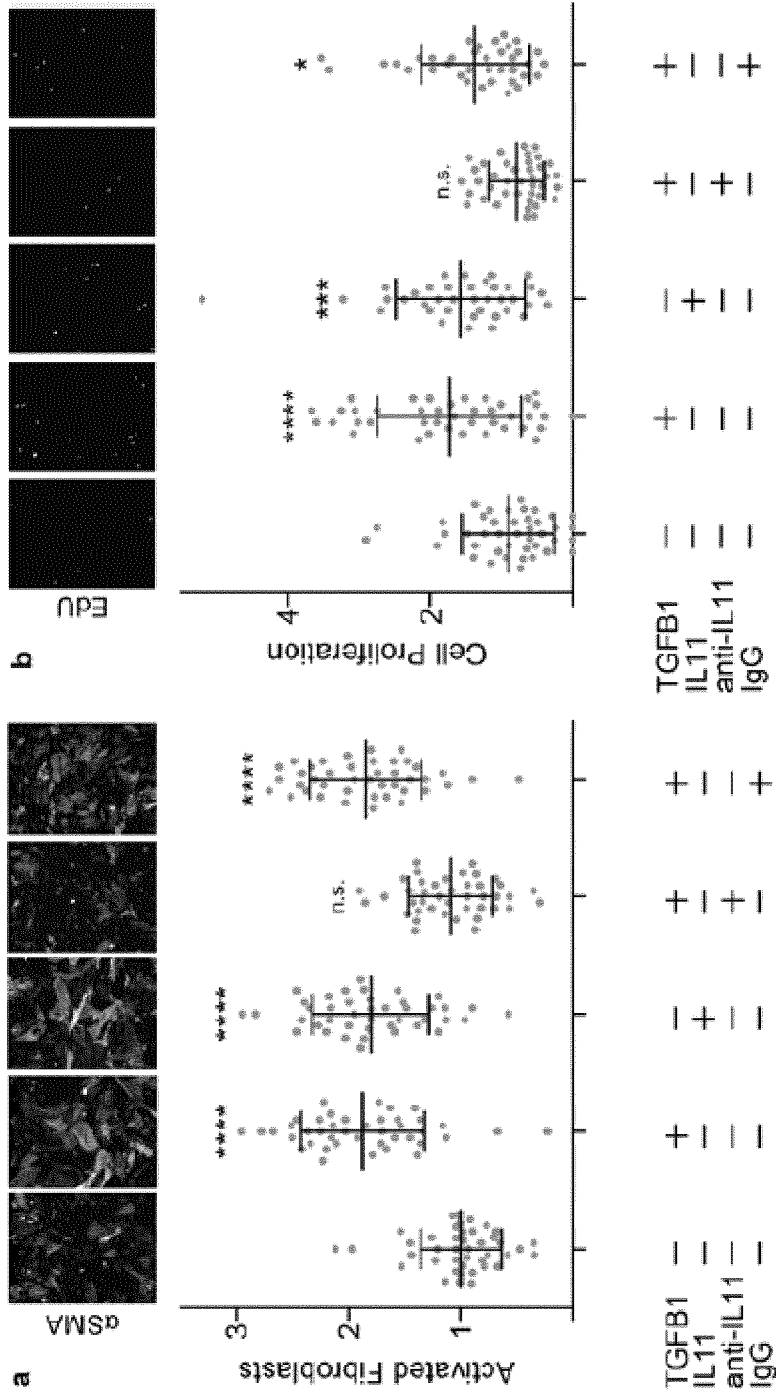 a
αSMA
Activated Fibroblasts
3
2
1
****
****
n.s.
****
TGFB1 − + − + +
IL11 − − + − −
anti-IL11 − − − + −
IgG − − − − +
b
EdU
Cell Proliferation
4
2
****
***
n.s.
*
TGFB1 − + − + +
IL11 − − + − −
anti-IL11 − − − + −
IgG − − − − +